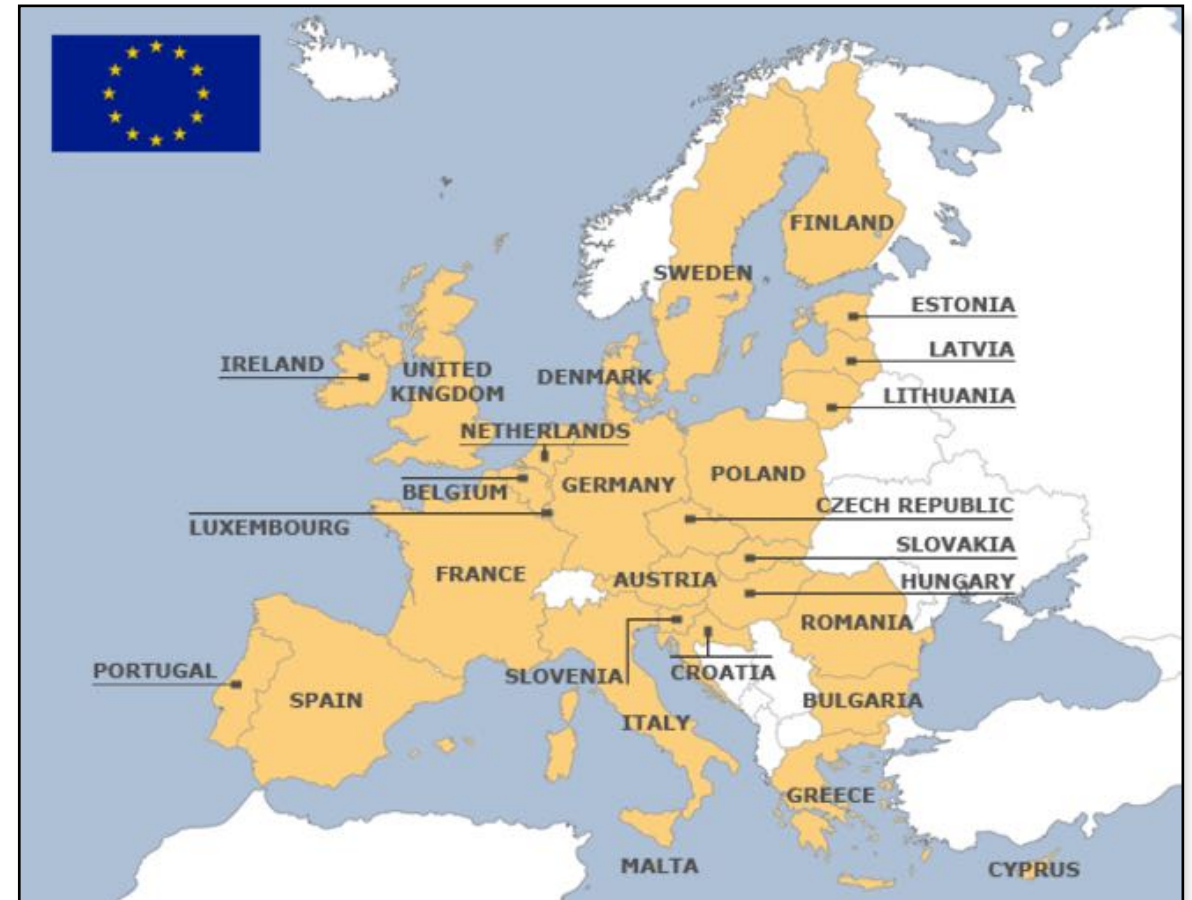 FINLAND
SWEDEN
ESTONIA
LATVIA
IRELAND
UNITED
KINGDOM
DENMARK
LITHUANIA
NETHERLANDS
POLAND
GERMANY
BELGIUM
CZECH REPUBLIC
LUXEMBOURG
SLOVAKIA
FRANCE
AUSTRIA
HUNGARY
ROMANIA
PORTUGAL
SLOVENIA
CROATIA
SPAIN
BULGARIA
ITALY
GREECE
MALTA
CYPRUS